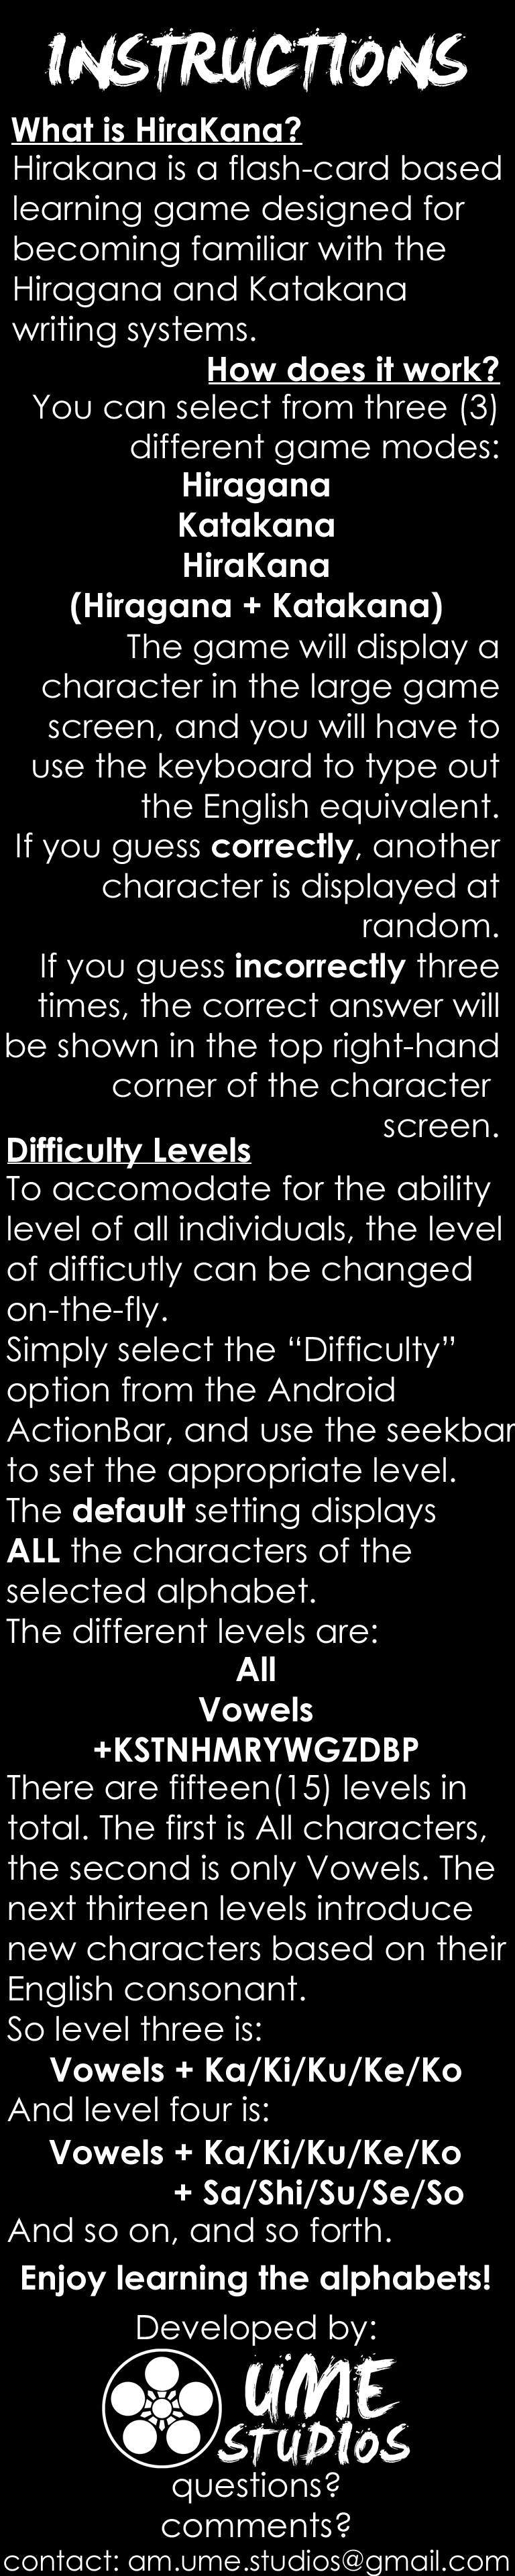 INSTRUCTIONS
What is HiraKana?
Hirakana is a flash-card based
learning game designed for
becoming familiar with the
Hiragana and Katakana
writing systems.
How does it work?
You can select from three (3)
different game modes:
Hiragana
Katakana
HiraKana
(Hiragana + Katakana)
The game will display a
character in the large game
screen, and you will have to
use the keyboard to type out
the English equivalent.
If you guess correctly, another
character is displayed at
random.
If you guess incorrectly three
times, the correct answer will
be shown in the top right-hand
corner of the character
screen.
Difficulty Levels
To accomodate for the ability
level of all individuals, the level
of difficutly can be changed
on-the-fly.
Simply select the “Difficulty”
option from the Android
ActionBar, and use the seekbar
to set the appropriate level.
The default setting displays
ALL the characters of the
selected alphabet.
The different levels are:
All
Vowels
+KSTNHMRYWGZDBP
There are fifteen(15) levels in
total. The first is All characters,
the second is only Vowels. The
next thirteen levels introduce
new characters based on their
English consonant.
So level three is:
Vowels + Ka/Ki/Ku/Ke/Ko
And level four is:
Vowels + Ka/Ki/Ku/Ke/Ko
+ Sa/Shi/Su/Se/So
And so on, and so forth.
Enjoy learning the alphabets!
Developed by:
UME
STUDIOS
questions?
comments?
contact: am.ume.studios@gmail.com